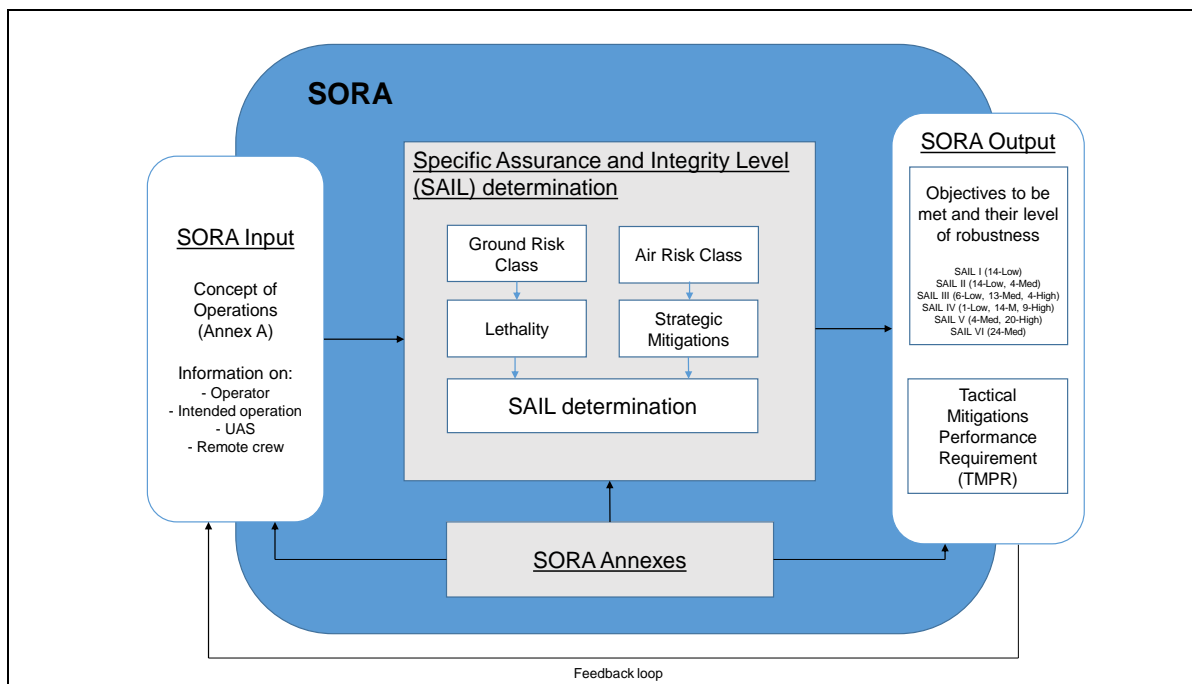 SORA
SORA Input
Concept of
Operations
(Annex A)
Information on:
- Operator
- Intended operation
- UAS
- Remote crew
Specific Assurance and Integrity Level
(SAIL) determination
Ground Risk
Class
Air Risk Class
Lethality
Strategic
Mitigations
SAIL determination
SORA Annexes
SORA Output
Objectives to be
met and their level
of robustness
SAIL I (14-Low)
SAIL II (14-Low, 4-Med)
SAIL III (6-Low, 13-Med, 4-High)
SAIL IV (1-Low, 14-M, 9-High)
SAIL V (4-Med, 20-High)
SAIL VI (24-Med)
Tactical
Mitigations
Performance
Requirement
(TMPR)
Feedback loop